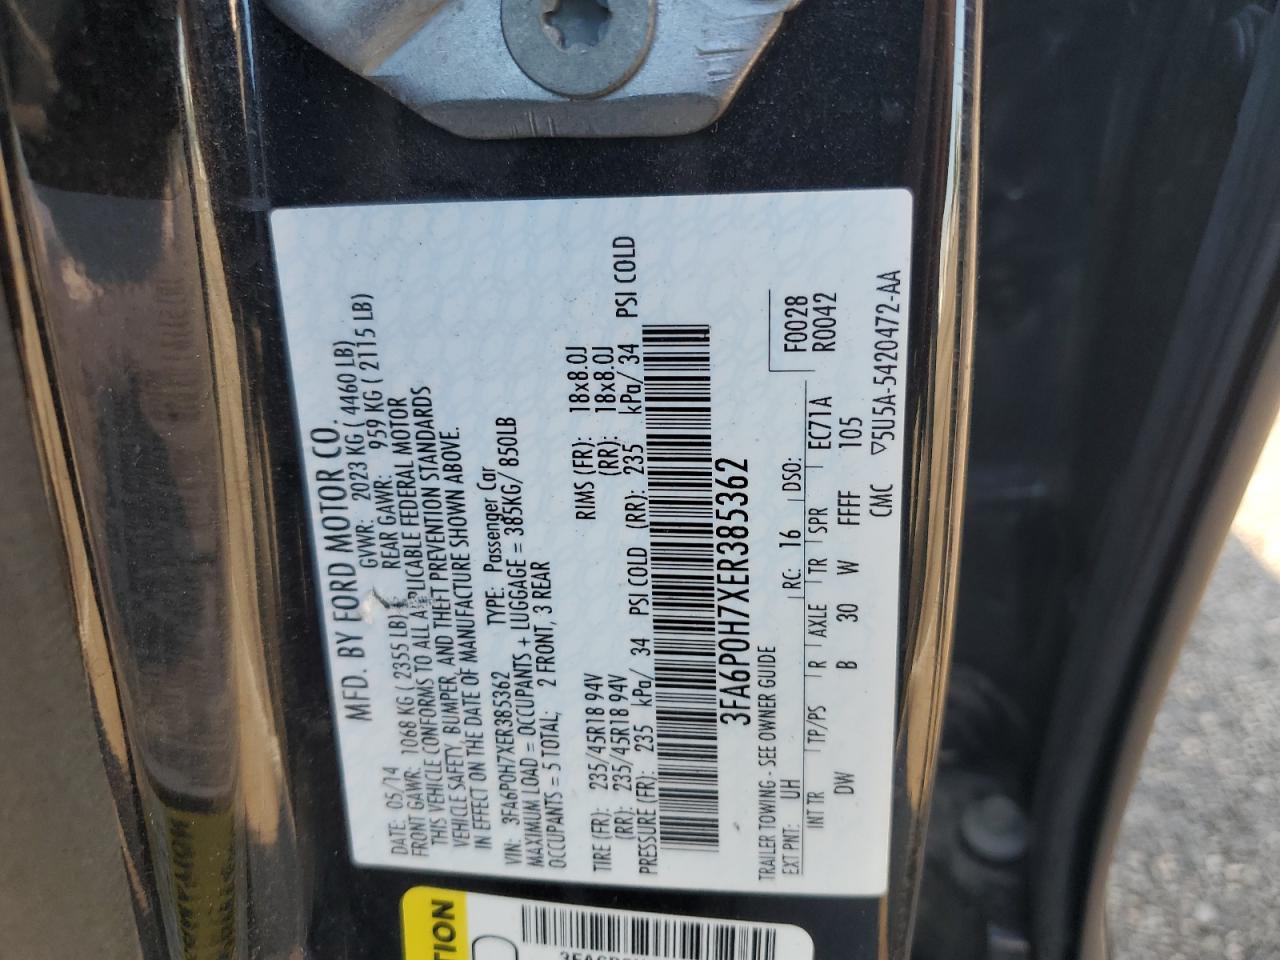 MFD. BY FORD MOTOR CO.
DATE: 05/14 GVWR: 2023 KG ( 4460 LB)
FRONT GAWR: 1068 KG ( 2355 LB) REAR GAWR: 959 KG ( 2115 LB)
THIS VEHICLE CONFORMS TO ALL APPLICABLE FEDERAL MOTOR
VEHICLE SAFETY, BUMPER, AND THEFT PREVENTION STANDARDS
IN EFFECT ON THE DATE OF MANUFACTURE SHOWN ABOVE.
VIN: 3FA6P0H7XER385362 TYPE: Passenger Car
MAXIMUM LOAD = OCCUPANTS + LUGGAGE = 385KG/ 850LB
OCCUPANTS = 5 TOTAL; 2 FRONT, 3 REAR
TIRE (FR): 235/45R18 94V RIMS (FR): 18x8.0J
(RR): 235/45R18 94V (RR): 18x8.0J
PRESSURE (FR): 235 kPa/ 34 PSI COLD (RR): 235 kPa/ 34 PSI COLD
3FA6P0H7XER385362
TRAILER TOWING - SEE OWNER GUIDE
F0028
R0042
EXT PNT: UH RC: 16 DSO:
INT TR TP/PS R AXLE TR SPR EC71A
DW B 30 W FFFF 105
CMC ▽5U5A-5420472-AA